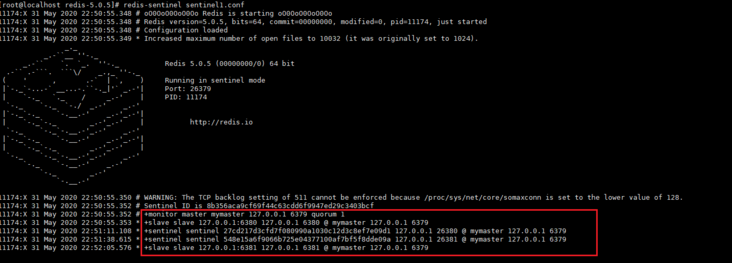 [root@localhost redis-5.0.5]# redis-sentinel sentinel1.conf
11174:X 31 May 2020 22:50:55.348 # oO0OoO0OoO0Oo Redis is starting oO0OoO0OoO0Oo
11174:X 31 May 2020 22:50:55.348 # Redis version=5.0.5, bits=64, commit=00000000, modified=0, pid=11174, just started
11174:X 31 May 2020 22:50:55.348 # Configuration loaded
11174:X 31 May 2020 22:50:55.349 * Increased maximum number of open files to 10032 (it was originally set to 1024).
Redis 5.0.5 (00000000/0) 64 bit
Running in sentinel mode
Port: 26379
PID: 11174
http://redis.io
11174:X 31 May 2020 22:50:55.350 # WARNING: The TCP backlog setting of 511 cannot be enforced because /proc/sys/net/core/somaxconn is set to the lower value of 128.
11174:X 31 May 2020 22:50:55.352 # Sentinel ID is 8b356aca9cf69f44c63cdd6f9947ed29c3403bcf
11174:X 31 May 2020 22:50:55.352 # +monitor master mymaster 127.0.0.1 6379 quorum 1
11174:X 31 May 2020 22:50:55.353 * +slave slave 127.0.0.1:6380 127.0.0.1 6380 @ mymaster 127.0.0.1 6379
11174:X 31 May 2020 22:51:11.108 * +sentinel sentinel 27cd217d3cfd7f080990a1030c12d3c8ef7e09d1 127.0.0.1 26380 @ mymaster 127.0.0.1 6379
11174:X 31 May 2020 22:51:38.615 * +sentinel sentinel 548e15a6f9066b725e04377100af7bf5f8dde09a 127.0.0.1 26381 @ mymaster 127.0.0.1 6379
11174:X 31 May 2020 22:52:05.576 * +slave slave 127.0.0.1:6381 127.0.0.1 6381 @ mymaster 127.0.0.1 6379